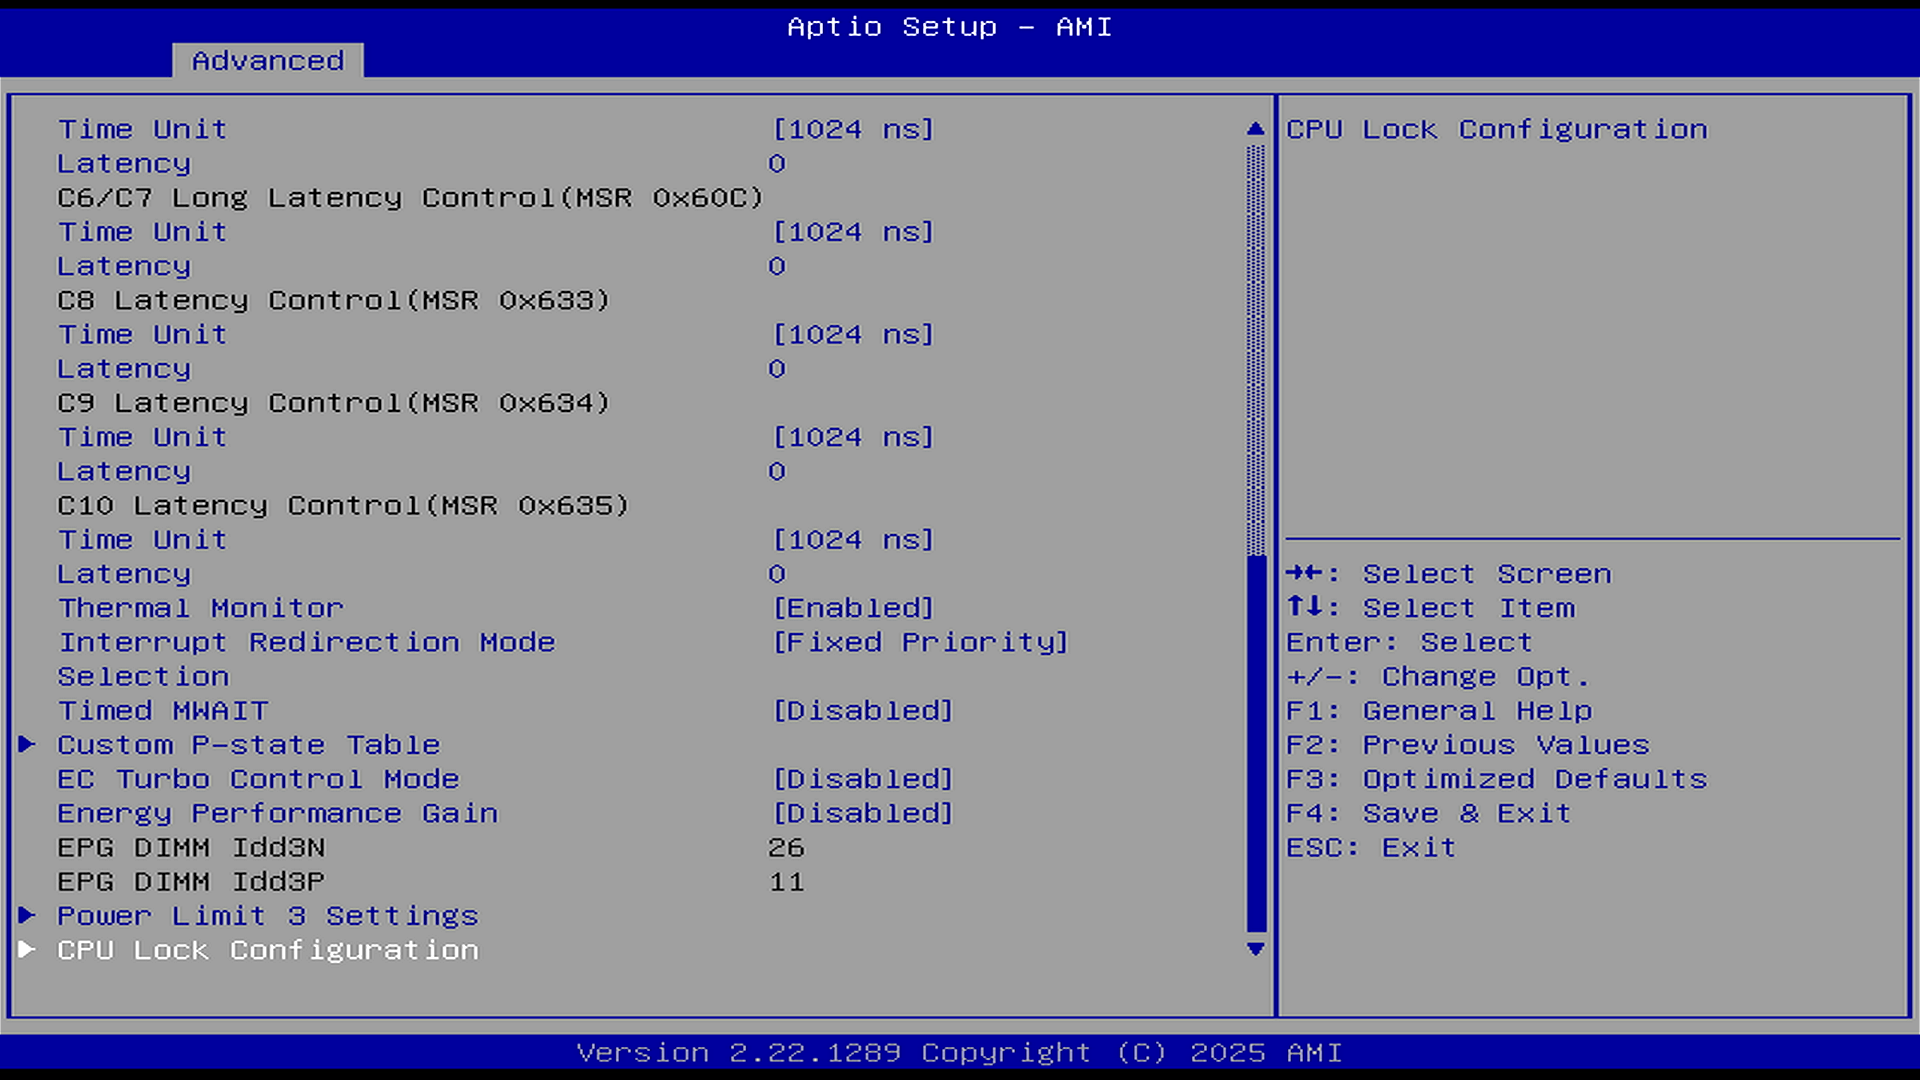 Aptio Setup - AMI
Advanced
Time Unit [1024 ns]
Latency 0
C6/C7 Long Latency Control(MSR 0x60C)
Time Unit [1024 ns]
Latency 0
C8 Latency Control(MSR 0x633)
Time Unit [1024 ns]
Latency 0
C9 Latency Control(MSR 0x634)
Time Unit [1024 ns]
Latency 0
C10 Latency Control(MSR 0x635)
Time Unit [1024 ns]
Latency 0
Thermal Monitor [Enabled]
Interrupt Redirection Mode [Fixed Priority]
Selection
Timed MWAIT [Disabled]
Custom P-state Table
EC Turbo Control Mode [Disabled]
Energy Performance Gain [Disabled]
EPG DIMM Idd3N 26
EPG DIMM Idd3P 11
Power Limit 3 Settings
CPU Lock Configuration
CPU Lock Configuration
→←: Select Screen
↑↓: Select Item
Enter: Select
+/-: Change Opt.
F1: General Help
F2: Previous Values
F3: Optimized Defaults
F4: Save & Exit
ESC: Exit
Version 2.22.1289 Copyright (C) 2025 AMI